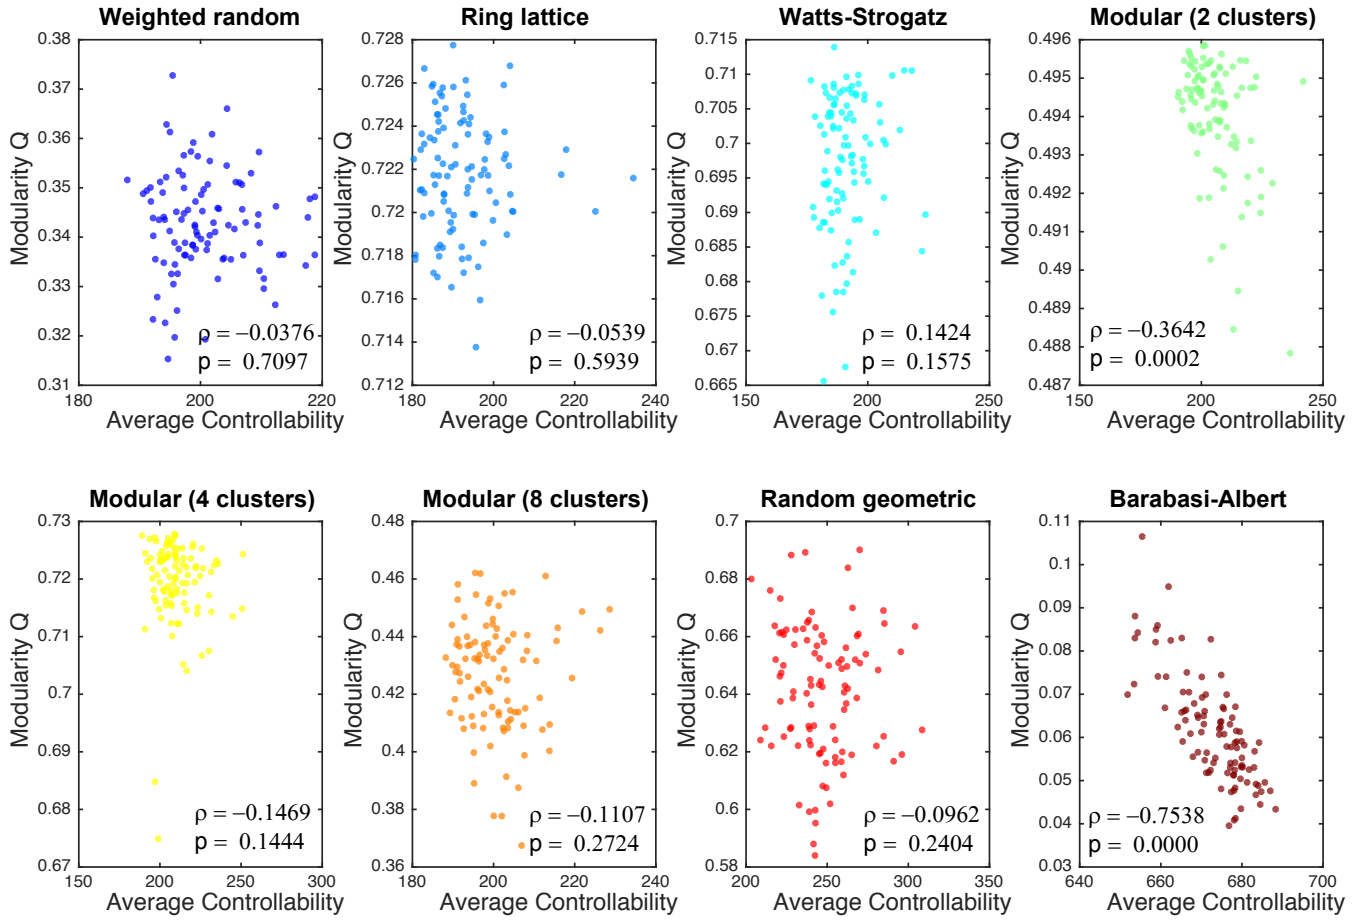 Weighted random
0.38
0.37
0.36
0.35
0.34
0.33
0.32
0.31
Modularity Q
ρ = −0.0376
p = 0.7097
180 200 220
Average Controllability
Ring lattice
0.728
0.726
0.724
0.722
0.72
0.718
0.716
0.714
0.712
Modularity Q
ρ = −0.0539
p = 0.5939
180 200 220 240
Average Controllability
Watts-Strogatz
0.715
0.71
0.705
0.7
0.695
0.69
0.685
0.68
0.675
0.67
0.665
Modularity Q
ρ = 0.1424
p = 0.1575
150 200 250
Average Controllability
Modular (2 clusters)
0.496
0.495
0.494
0.493
0.492
0.491
0.49
0.489
0.488
0.487
Modularity Q
ρ = −0.3642
p = 0.0002
150 200 250
Average Controllability
Modular (4 clusters)
0.73
0.72
0.71
0.7
0.69
0.68
0.67
Modularity Q
ρ = −0.1469
p = 0.1444
150 200 250 300
Average Controllability
Modular (8 clusters)
0.48
0.46
0.44
0.42
0.4
0.38
0.36
Modularity Q
ρ = −0.1107
p = 0.2724
180 200 220 240
Average Controllability
Random geometric
0.7
0.68
0.66
0.64
0.62
0.6
0.58
Modularity Q
ρ = −0.0962
p = 0.2404
200 250 300 350
Average Controllability
Barabasi-Albert
0.11
0.1
0.09
0.08
0.07
0.06
0.05
0.04
0.03
Modularity Q
ρ = −0.7538
p = 0.0000
640 660 680 700
Average Controllability